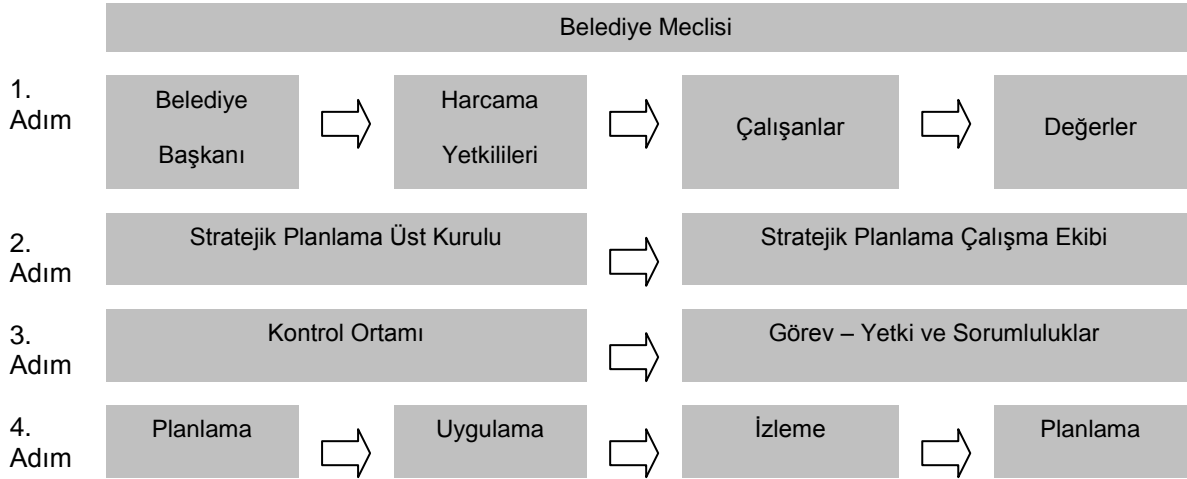 Belediye Meclisi
1.
Adım
Belediye
Başkanı
Harcama
Yetkilileri
Çalışanlar
Değerler
2.
Adım
Stratejik Planlama Üst Kurulu
Stratejik Planlama Çalışma Ekibi
3.
Adım
Kontrol Ortamı
Görev – Yetki ve Sorumluluklar
4.
Adım
Planlama
Uygulama
İzleme
Planlama